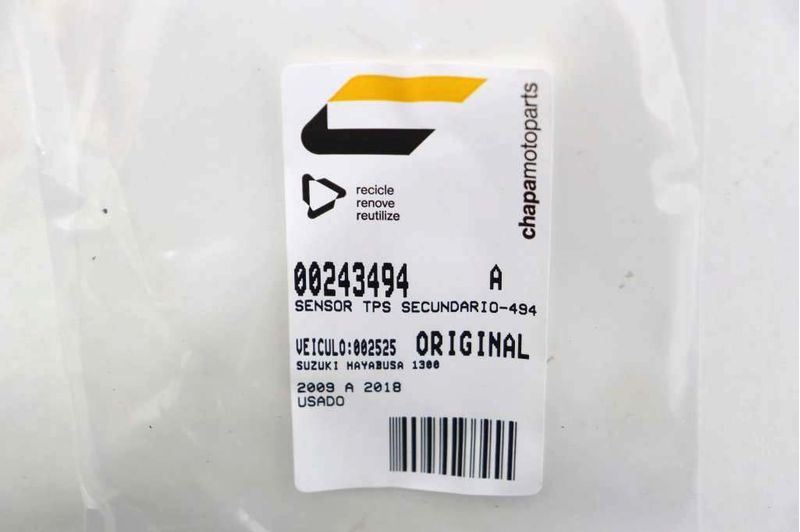 chapamotoparts
recicle
renove
reutilize
00243494 A
SENSOR TPS SECUNDARIO-494
VEICULO:002525 ORIGINAL
SUZUKI HAYABUSA 1300
2009 A 2018
USADO